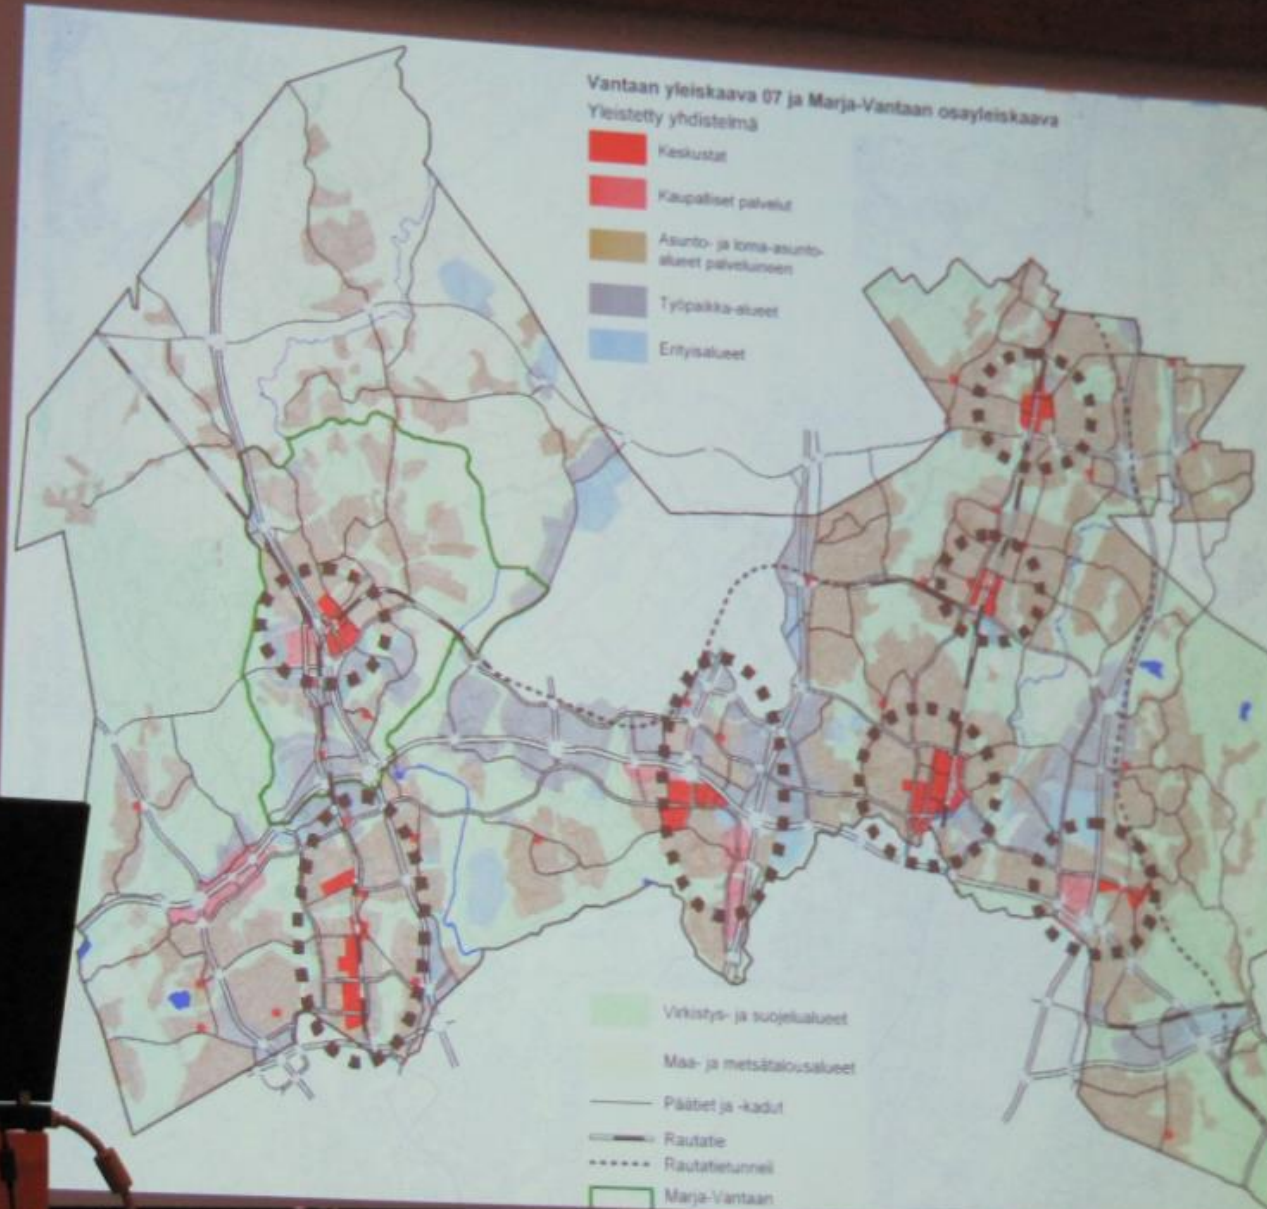 Vantaan yleiskaava 07 ja Marja-Vantaan osayleiskaava
Yleistetty yhdistelmä
Keskustat
Kaupalliset palvelut
Asunto- ja loma-asunto-
alueet palveluineen
Työpaikka-alueet
Erityisalueet
Virkistys- ja suojelualueet
Maa- ja metsätalousalueet
Päätiet ja -kadut
Rautatie
Rautatietunneli
Marja-Vantaan